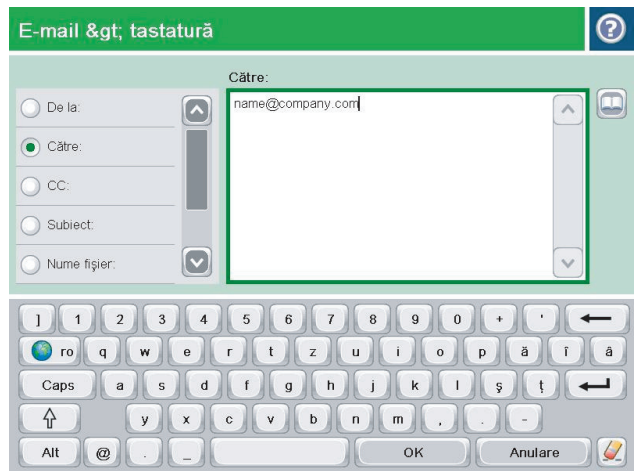 E-mail &gt; tastatură ?
Către:
De la:
name@company.com
Către:
CC:
Subiect:
Nume fişier:
] 1 2 3 4 5 6 7 8 9 0 + '
ro q w e r t z u i o p ă î â
Caps a s d f g h j k l ş ţ
y x c v b n m , . -
Alt @ . _ OK Anulare